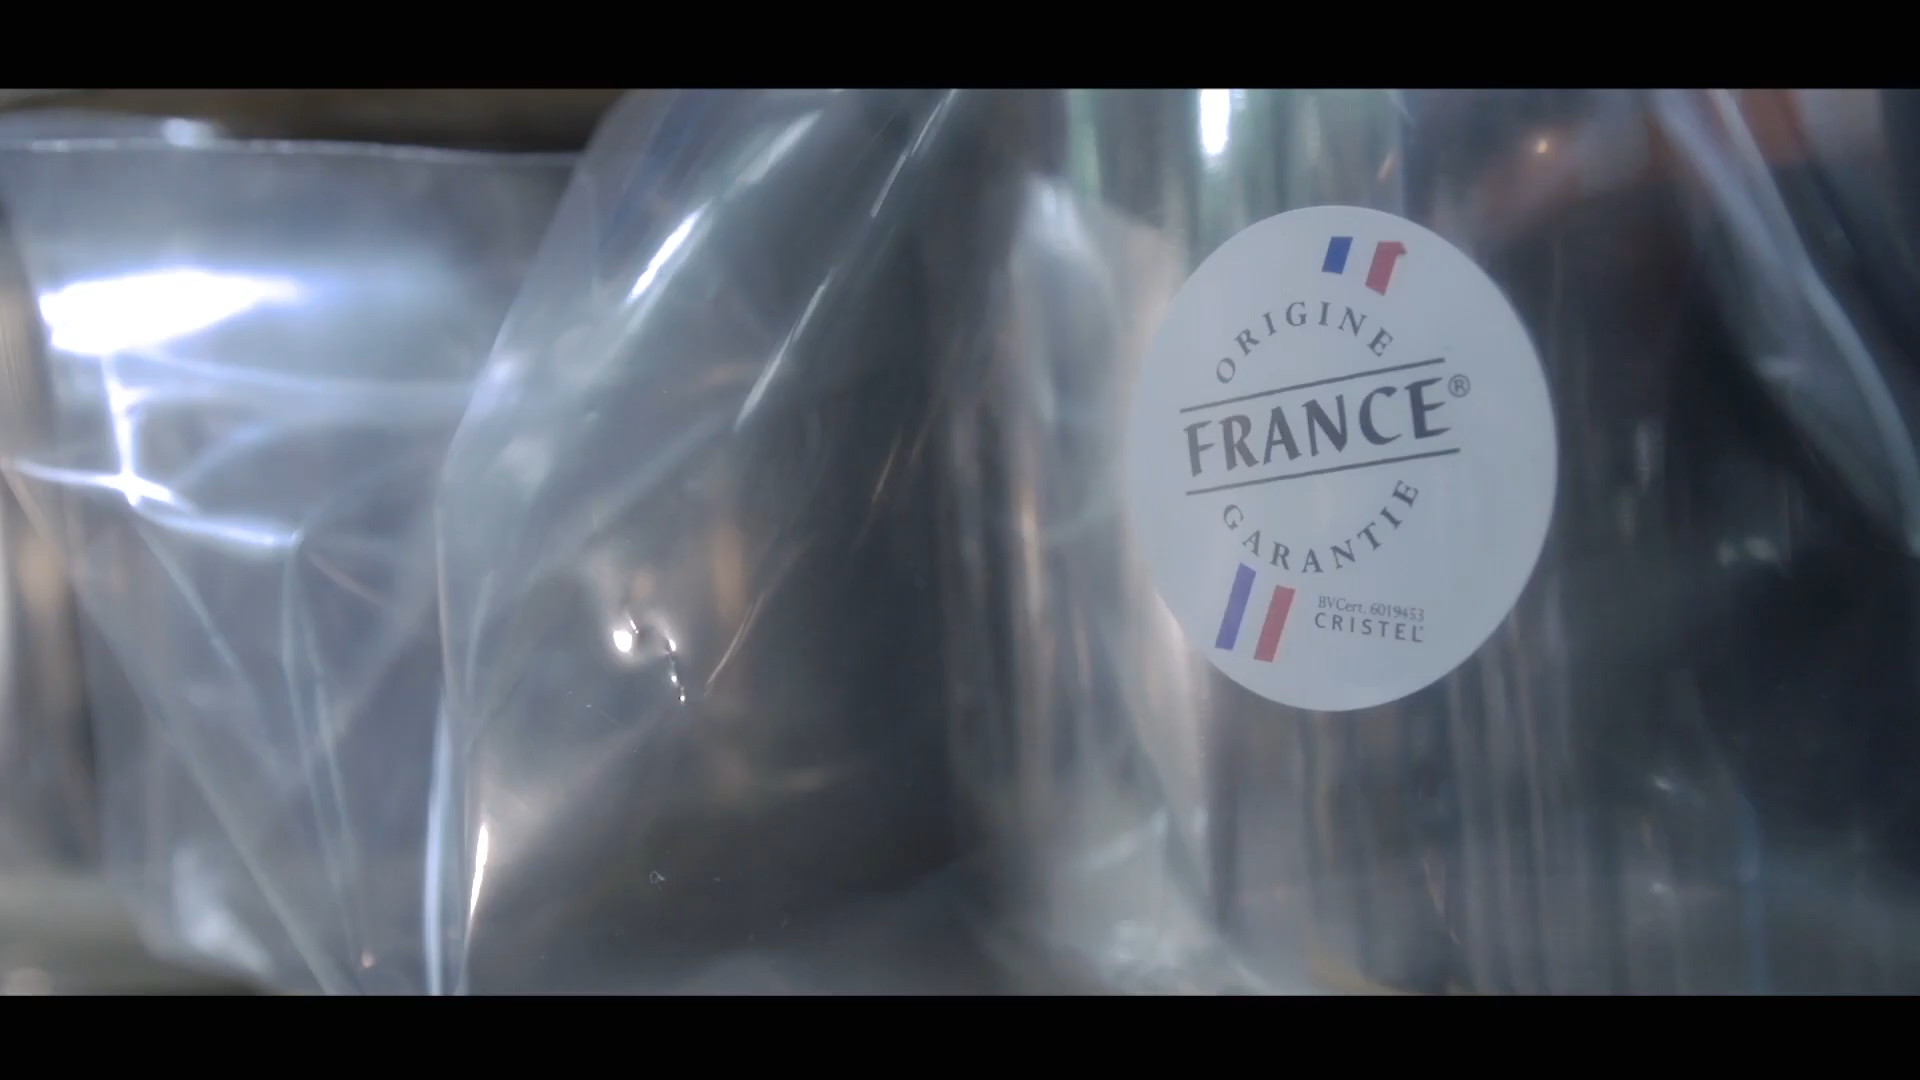 ORIGINE
FRANCE®
GARANTIE
BVCert. 6019453
CRISTEL